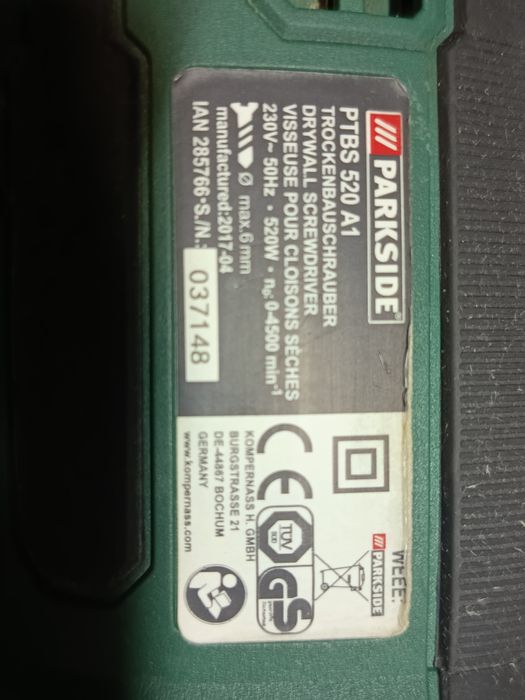 PARKSIDE®
PTBS 520 A1
TROCKENBAUSCHRAUBER
DRYWALL SCREWDRIVER
VISSEUSE POUR CLOISONS SÈCHES
230V~ 50Hz • 520W • n₀: 0-4500 min⁻¹
Ø max.6 mm
manufactured:2017-04
IAN 285766•S./N.:
037148
WEEE:
PARKSIDE
CE
TÜV
SÜD
GS
KOMPERNASS H. GMBH
BURGSTRASSE 21
DE-44867 BOCHUM
GERMANY
www.kompernass.com